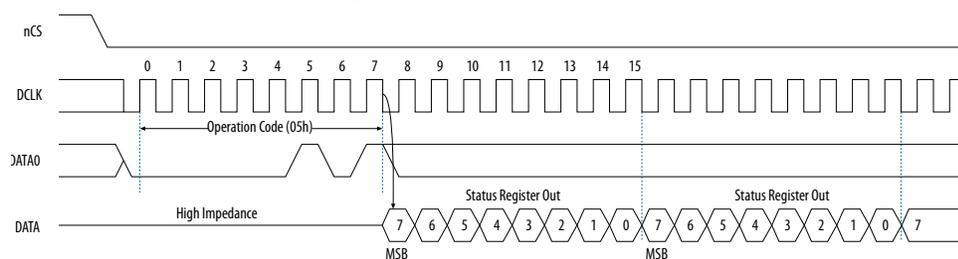 nCS
0 1 2 3 4 5 6 7 8 9 10 11 12 13 14 15
DCLK
Operation Code (05h)
DATA0
Status Register Out Status Register Out
High Impedance
DATA 7 6 5 4 3 2 1 0 7 6 5 4 3 2 1 0 7
MSB MSB